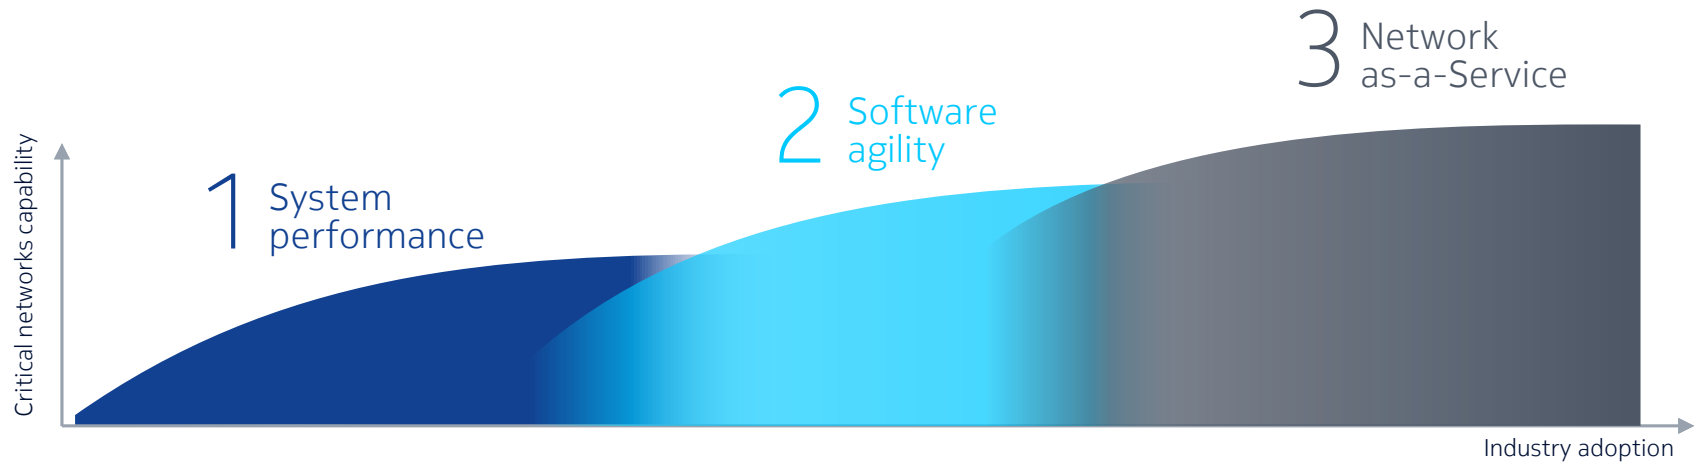 Critical networks capability
1
System
performance
2
Software
agility
3
Network
as-a-Service
Industry adoption